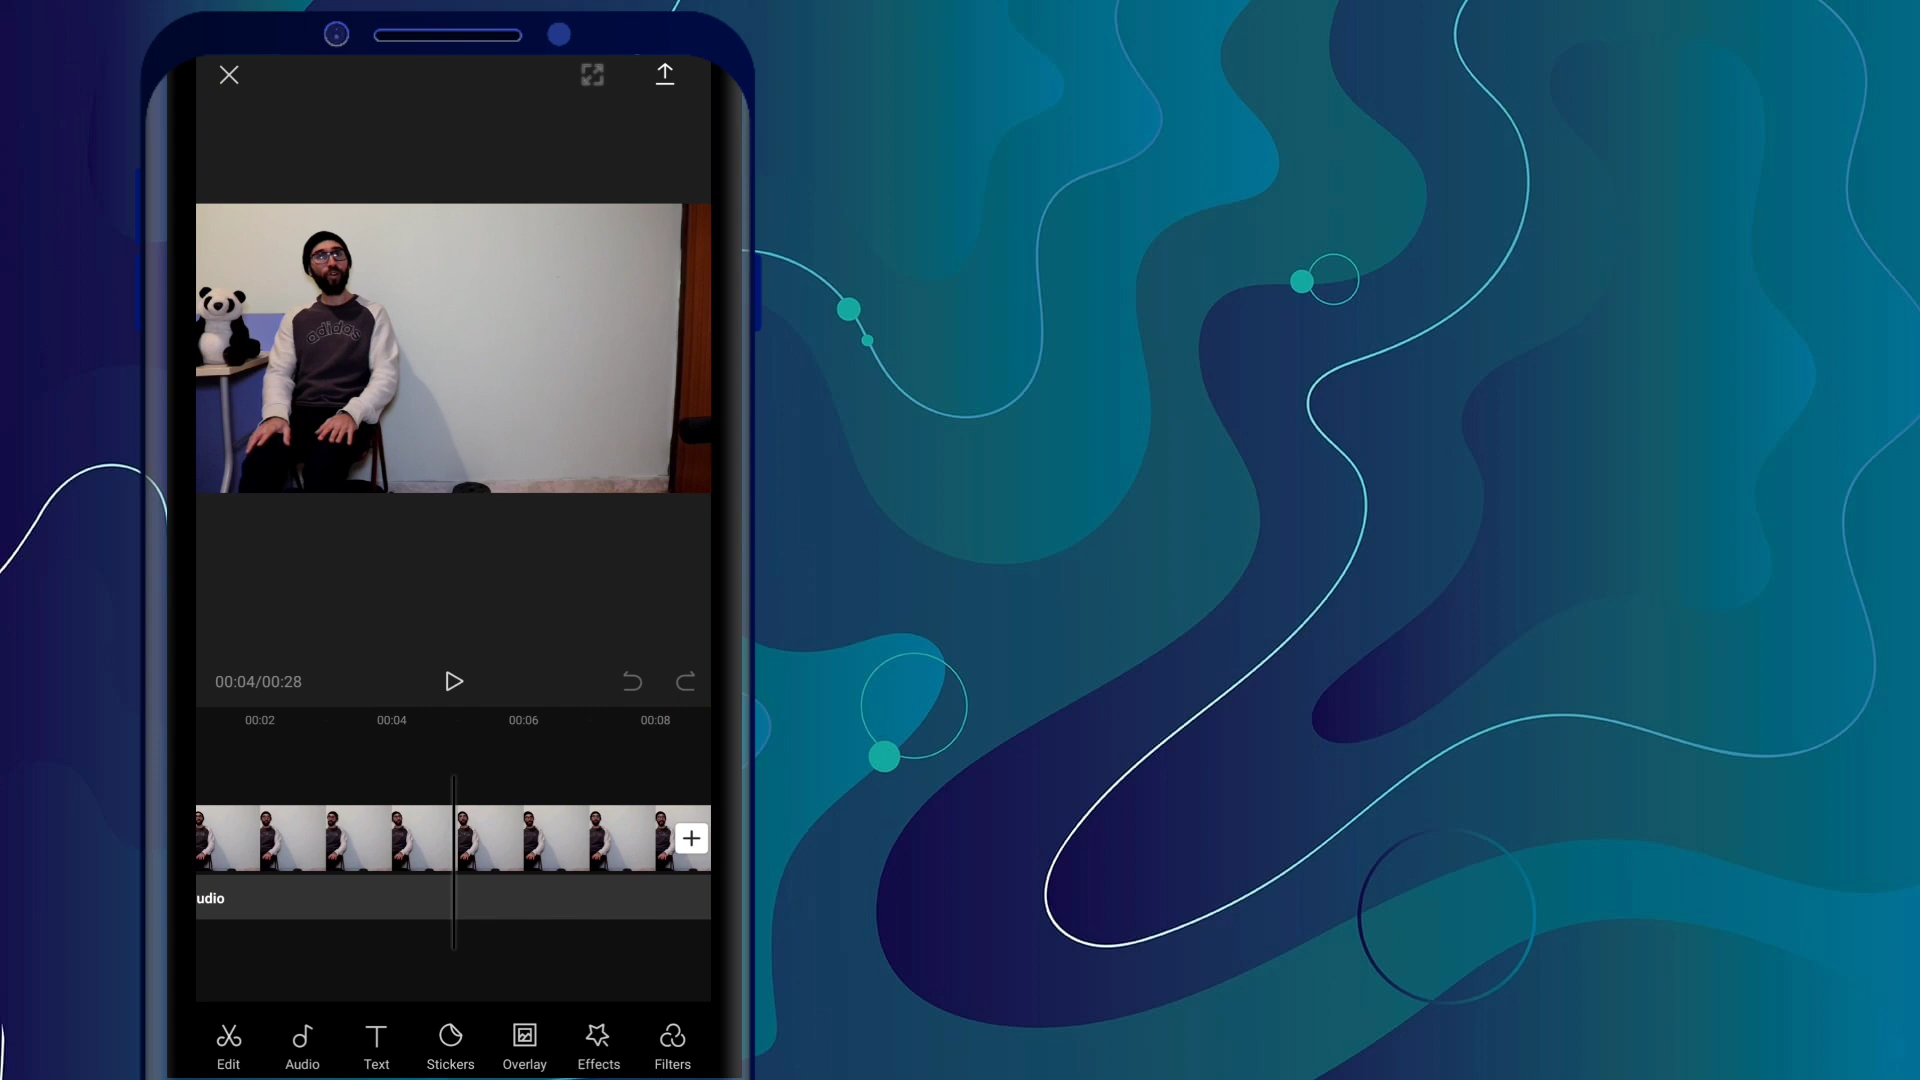 adidas
00:04/00:28
00:02 00:04 00:06 00:08
udio
Edit Audio Text Stickers Overlay Effects Filters